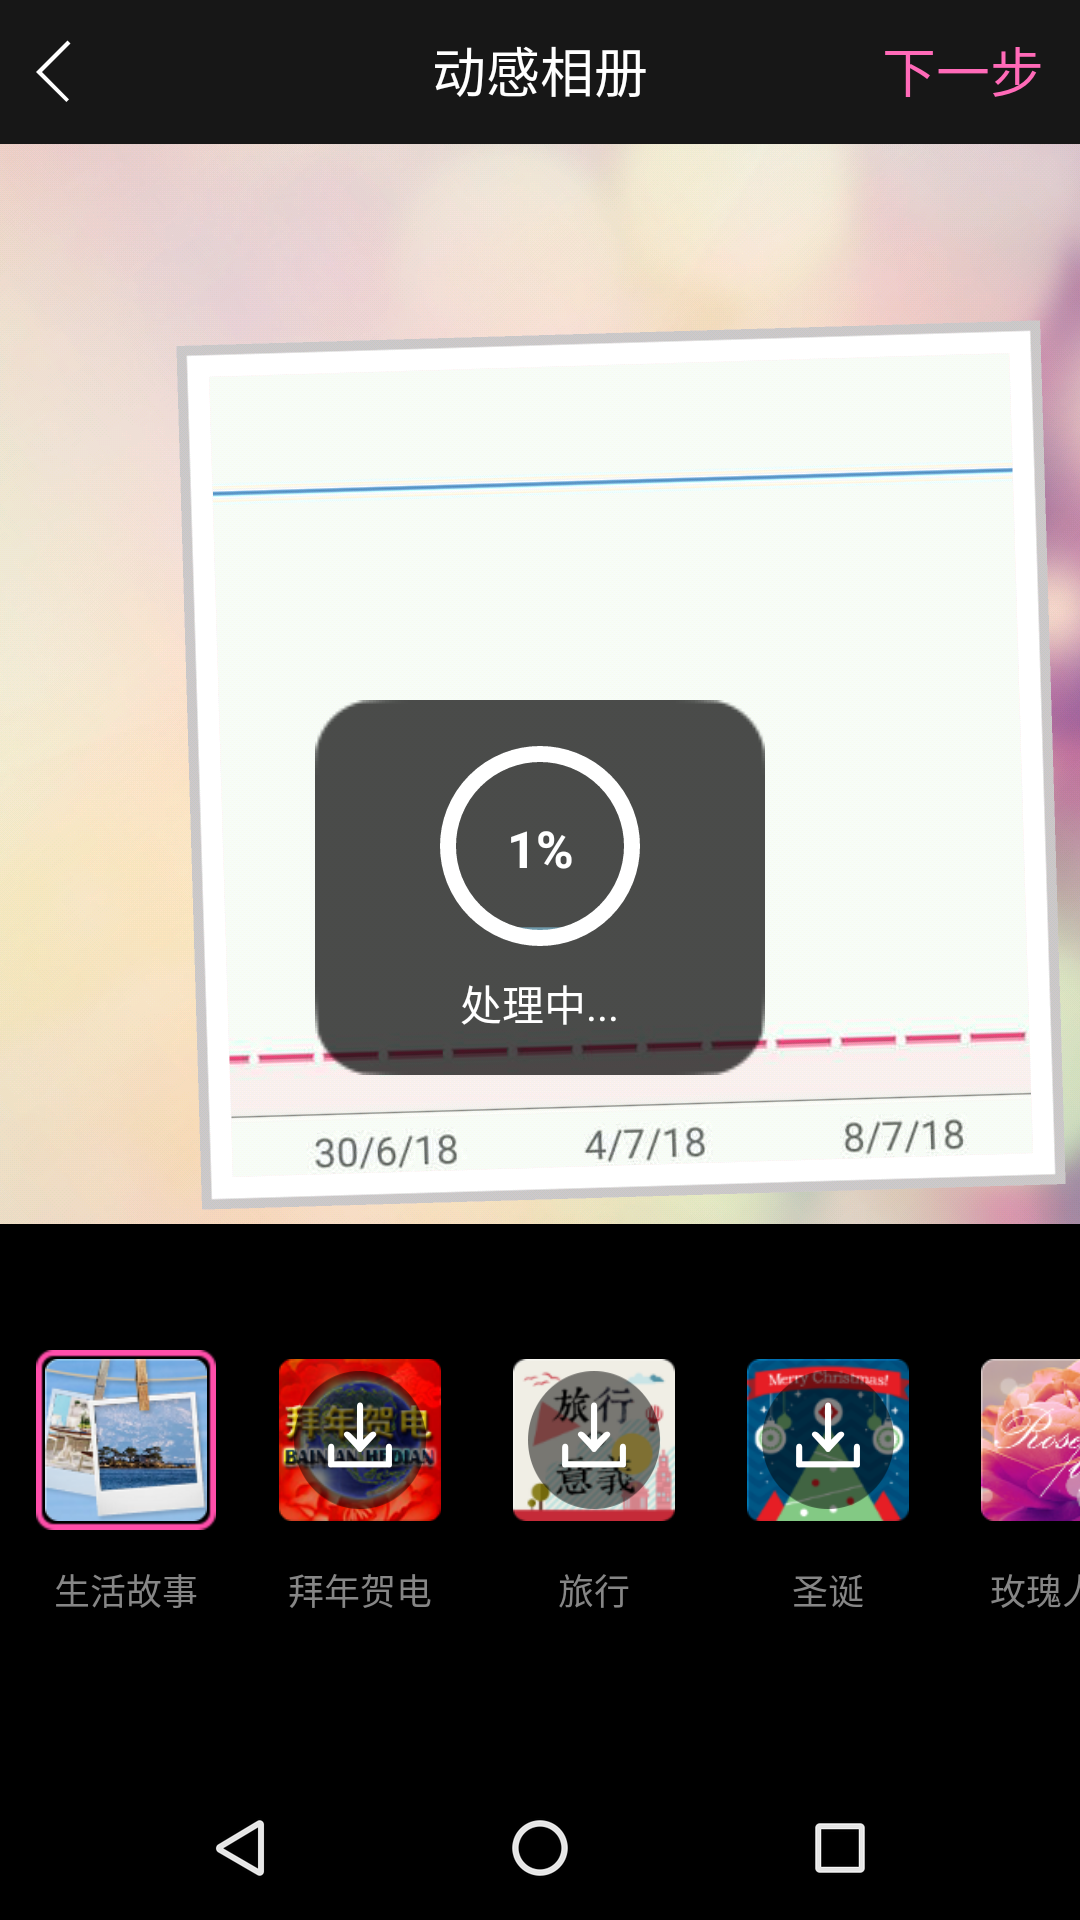 动感相册
下一步
1%
处理中...
30/6/18
4/7/18
8/7/18
拜年贺电
BAINIAN HEDIAN
旅行
意義
Merry Christmas!
Rose
生活故事
拜年贺电
旅行
圣诞
玫瑰